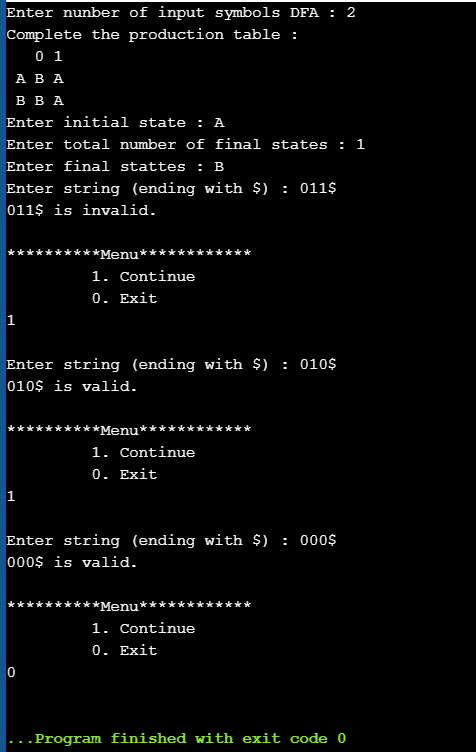 Enter nunber of input symbols DFA : 2
Complete the production table :
0 1
A B A
B B A
Enter initial state : A
Enter total number of final states : 1
Enter final stattes : B
Enter string (ending with $) : 011$
011$ is invalid.
**********Menu************
1. Continue
0. Exit
1
Enter string (ending with $) : 010$
010$ is valid.
**********Menu************
1. Continue
0. Exit
1
Enter string (ending with $) : 000$
000$ is valid.
**********Menu************
1. Continue
0. Exit
0
...Program finished with exit code 0